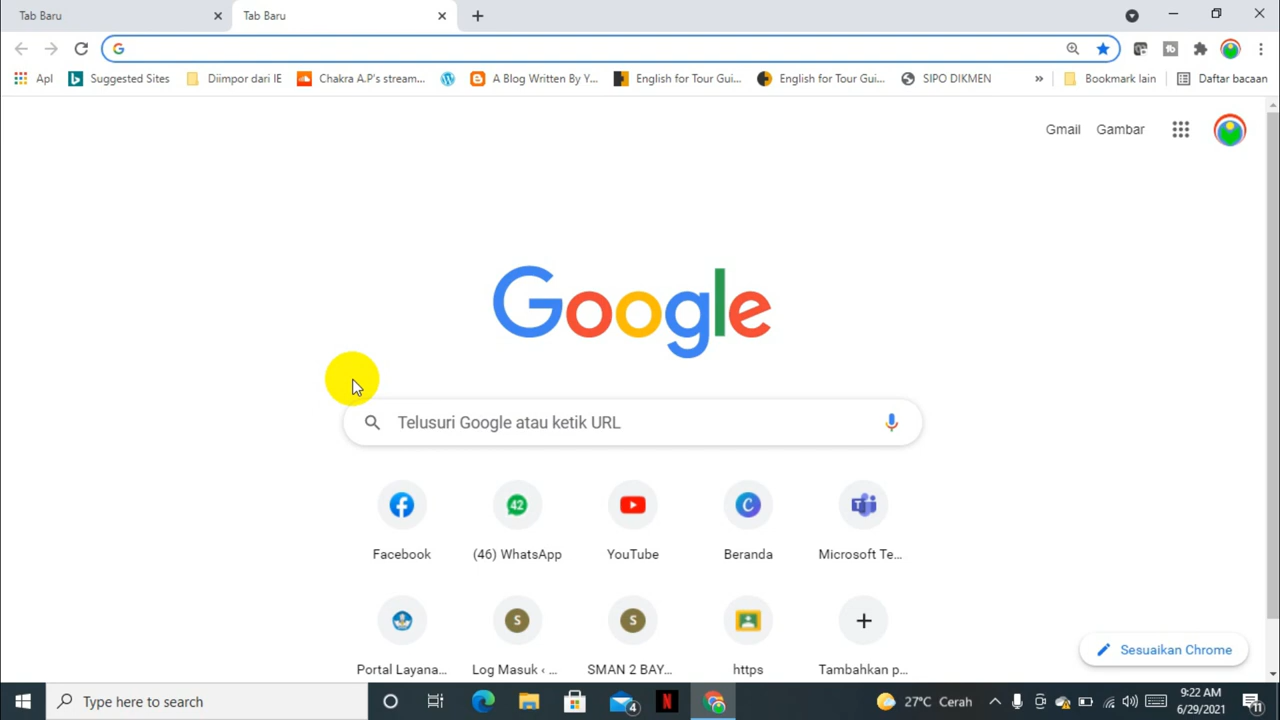 Tab Baru
Tab Baru
Apl
Suggested Sites
Diimpor dari IE
Chakra A.P's stream...
A Blog Written By Y...
English for Tour Gui...
English for Tour Gui...
SIPO DIKMEN
»
Bookmark lain
Daftar bacaan
Gmail
Gambar
Google
Telusuri Google atau ketik URL
42
Facebook
(46) WhatsApp
YouTube
Beranda
Microsoft Te...
S
S
Portal Layana...
Log Masuk ‹ ...
SMAN 2 BAY...
https
Tambahkan p...
Sesuaikan Chrome
Type here to search
4
N
27°C Cerah
9:22 AM
6/29/2021
11